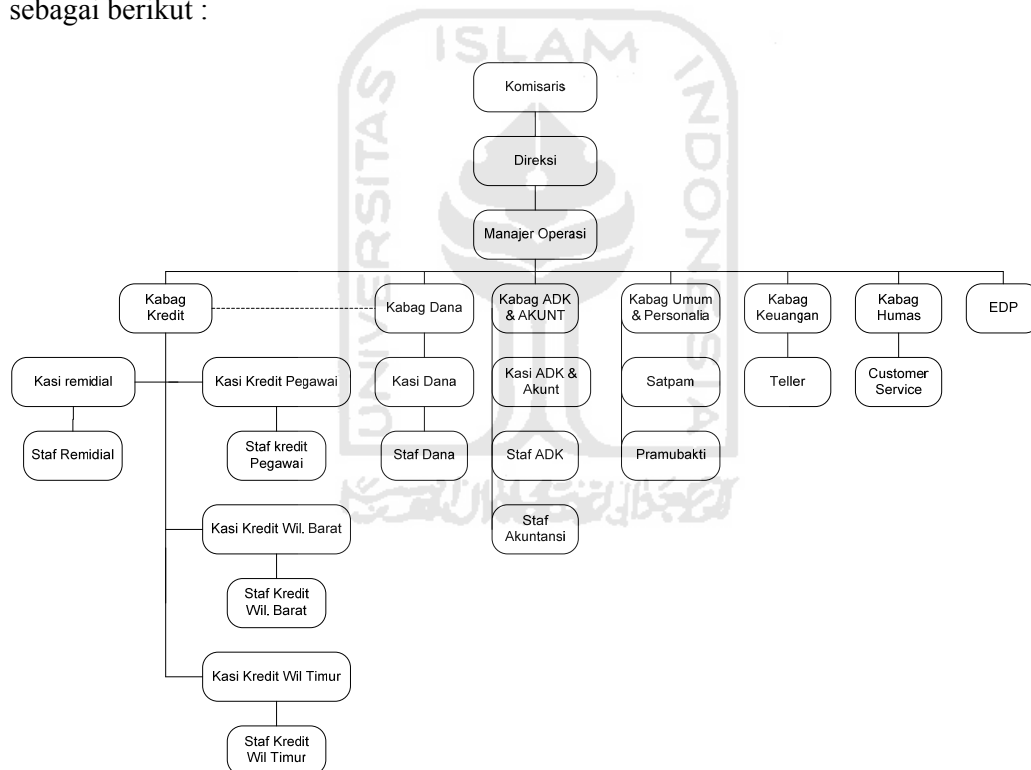 sebagai berikut :
ISLAM
UNIVERSITAS
INDONESIA
Komisaris
Direksi
Manajer Operasi
Kabag
Kredit
Kabag Dana
Kabag ADK
& AKUNT
Kabag Umum
& Personalia
Kabag
Keuangan
Kabag
Humas
EDP
Kasi remidial
Kasi Kredit Pegawai
Kasi Dana
Kasi ADK &
Akunt
Satpam
Teller
Customer
Service
Staf Remidial
Staf kredit
Pegawai
Staf Dana
Staf ADK
Pramubakti
Kasi Kredit Wil. Barat
Staf
Akuntansi
Staf Kredit
Wil. Barat
Kasi Kredit Wil Timur
Staf Kredit
Wil Timur